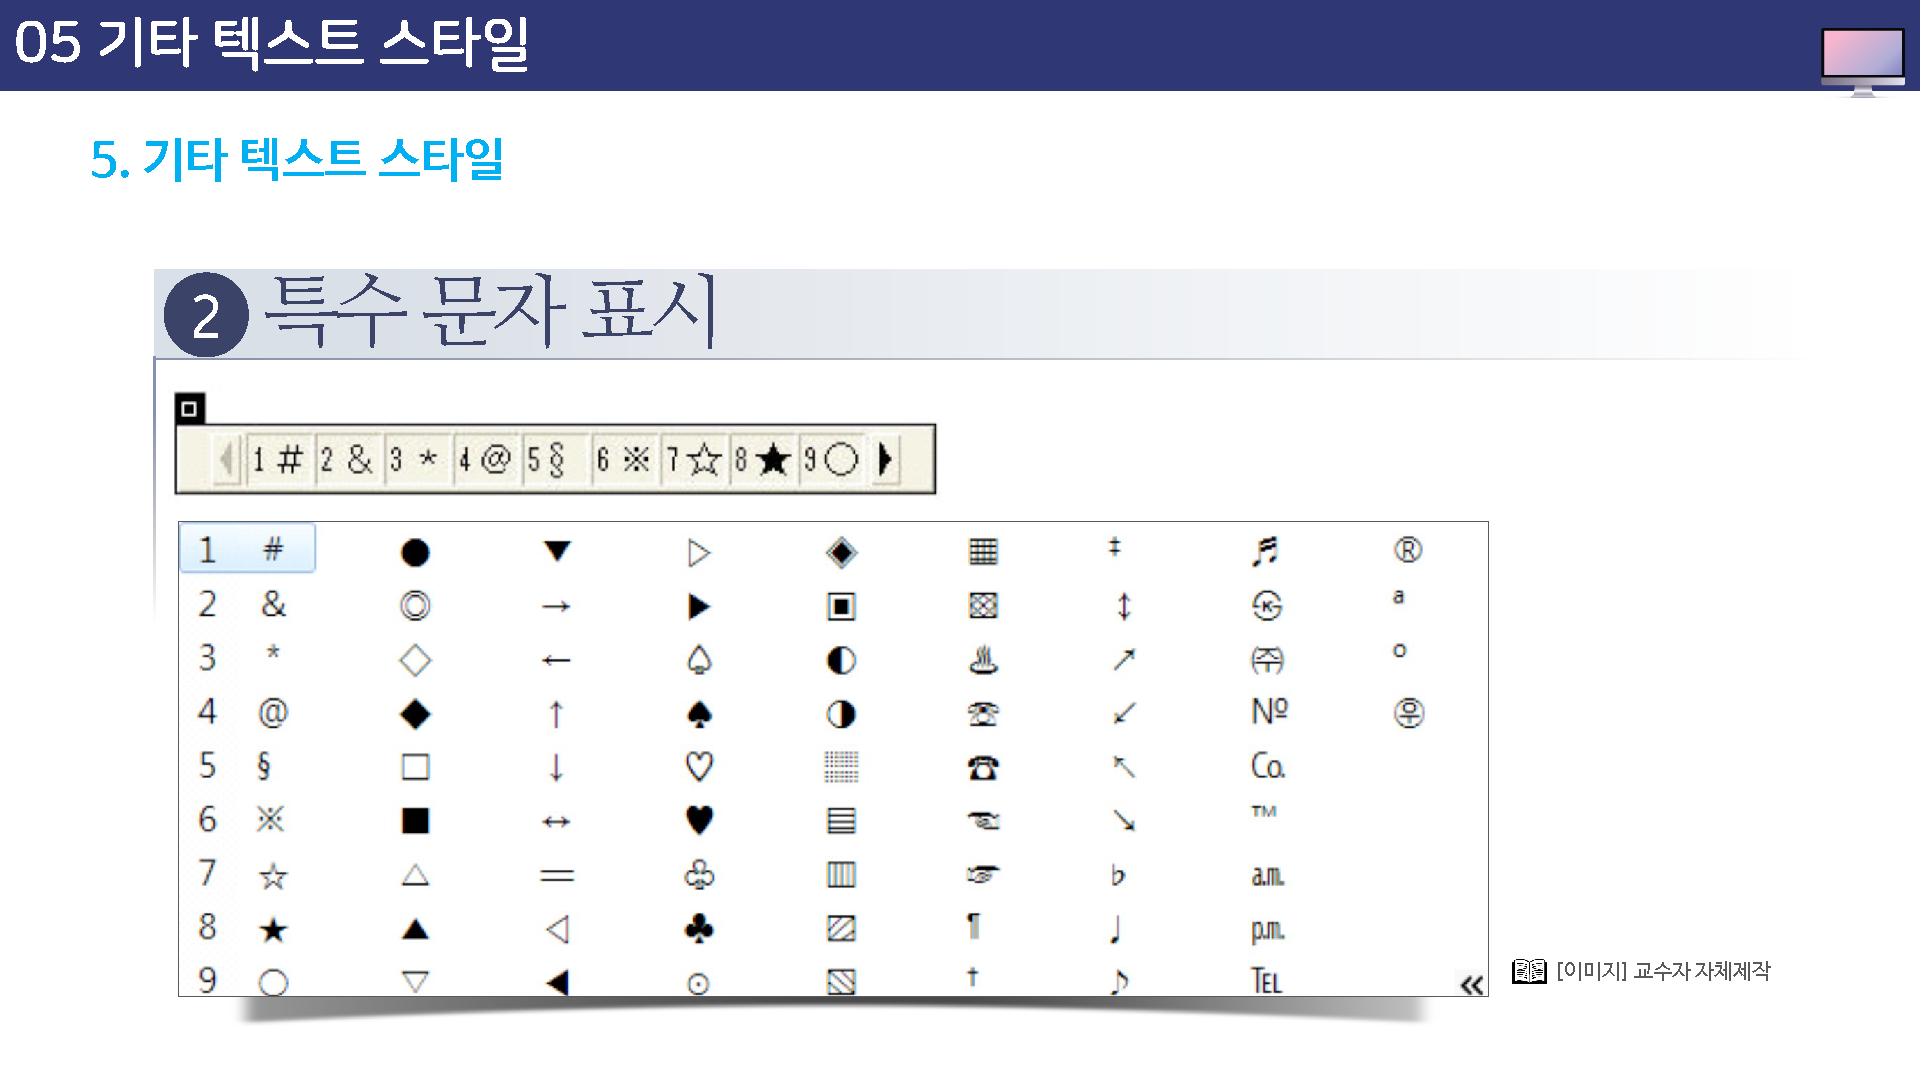 05 기타 텍스트 스타일
5. 기타 텍스트 스타일
2 특수 문자 표시
ㅁ
1 # 2 & 3 * 4 @ 5 § 6 ※ 7 ☆ 8 ★ 9 ○
1 # ● ▼ ▷ ◈ ▦ ‡ ♬ ®
2 & ◎ → ▶ ▣ ▩ ↕ ㉿ ª
3 * ◇ ← ♤ ◐ ♨ ↗ ㈜ º
4 @ ◆ ↑ ♠ ◑ ☏ ↙ № ㉾
5 § □ ↓ ♡ ▒ ☎ ↖ ㏇
6 ※ ■ ↔ ♥ ▤ ☜ ↘ ™
7 ☆ △ 〓 ♧ ▥ ☞ ♭ ㏂
8 ★ ▲ ◁ ♣ ▨ ¶ ♩ ㏘
9 ○ ▽ ◀ ⊙ ▧ † ♪ ℡ «
[이미지] 교수자 자체제작